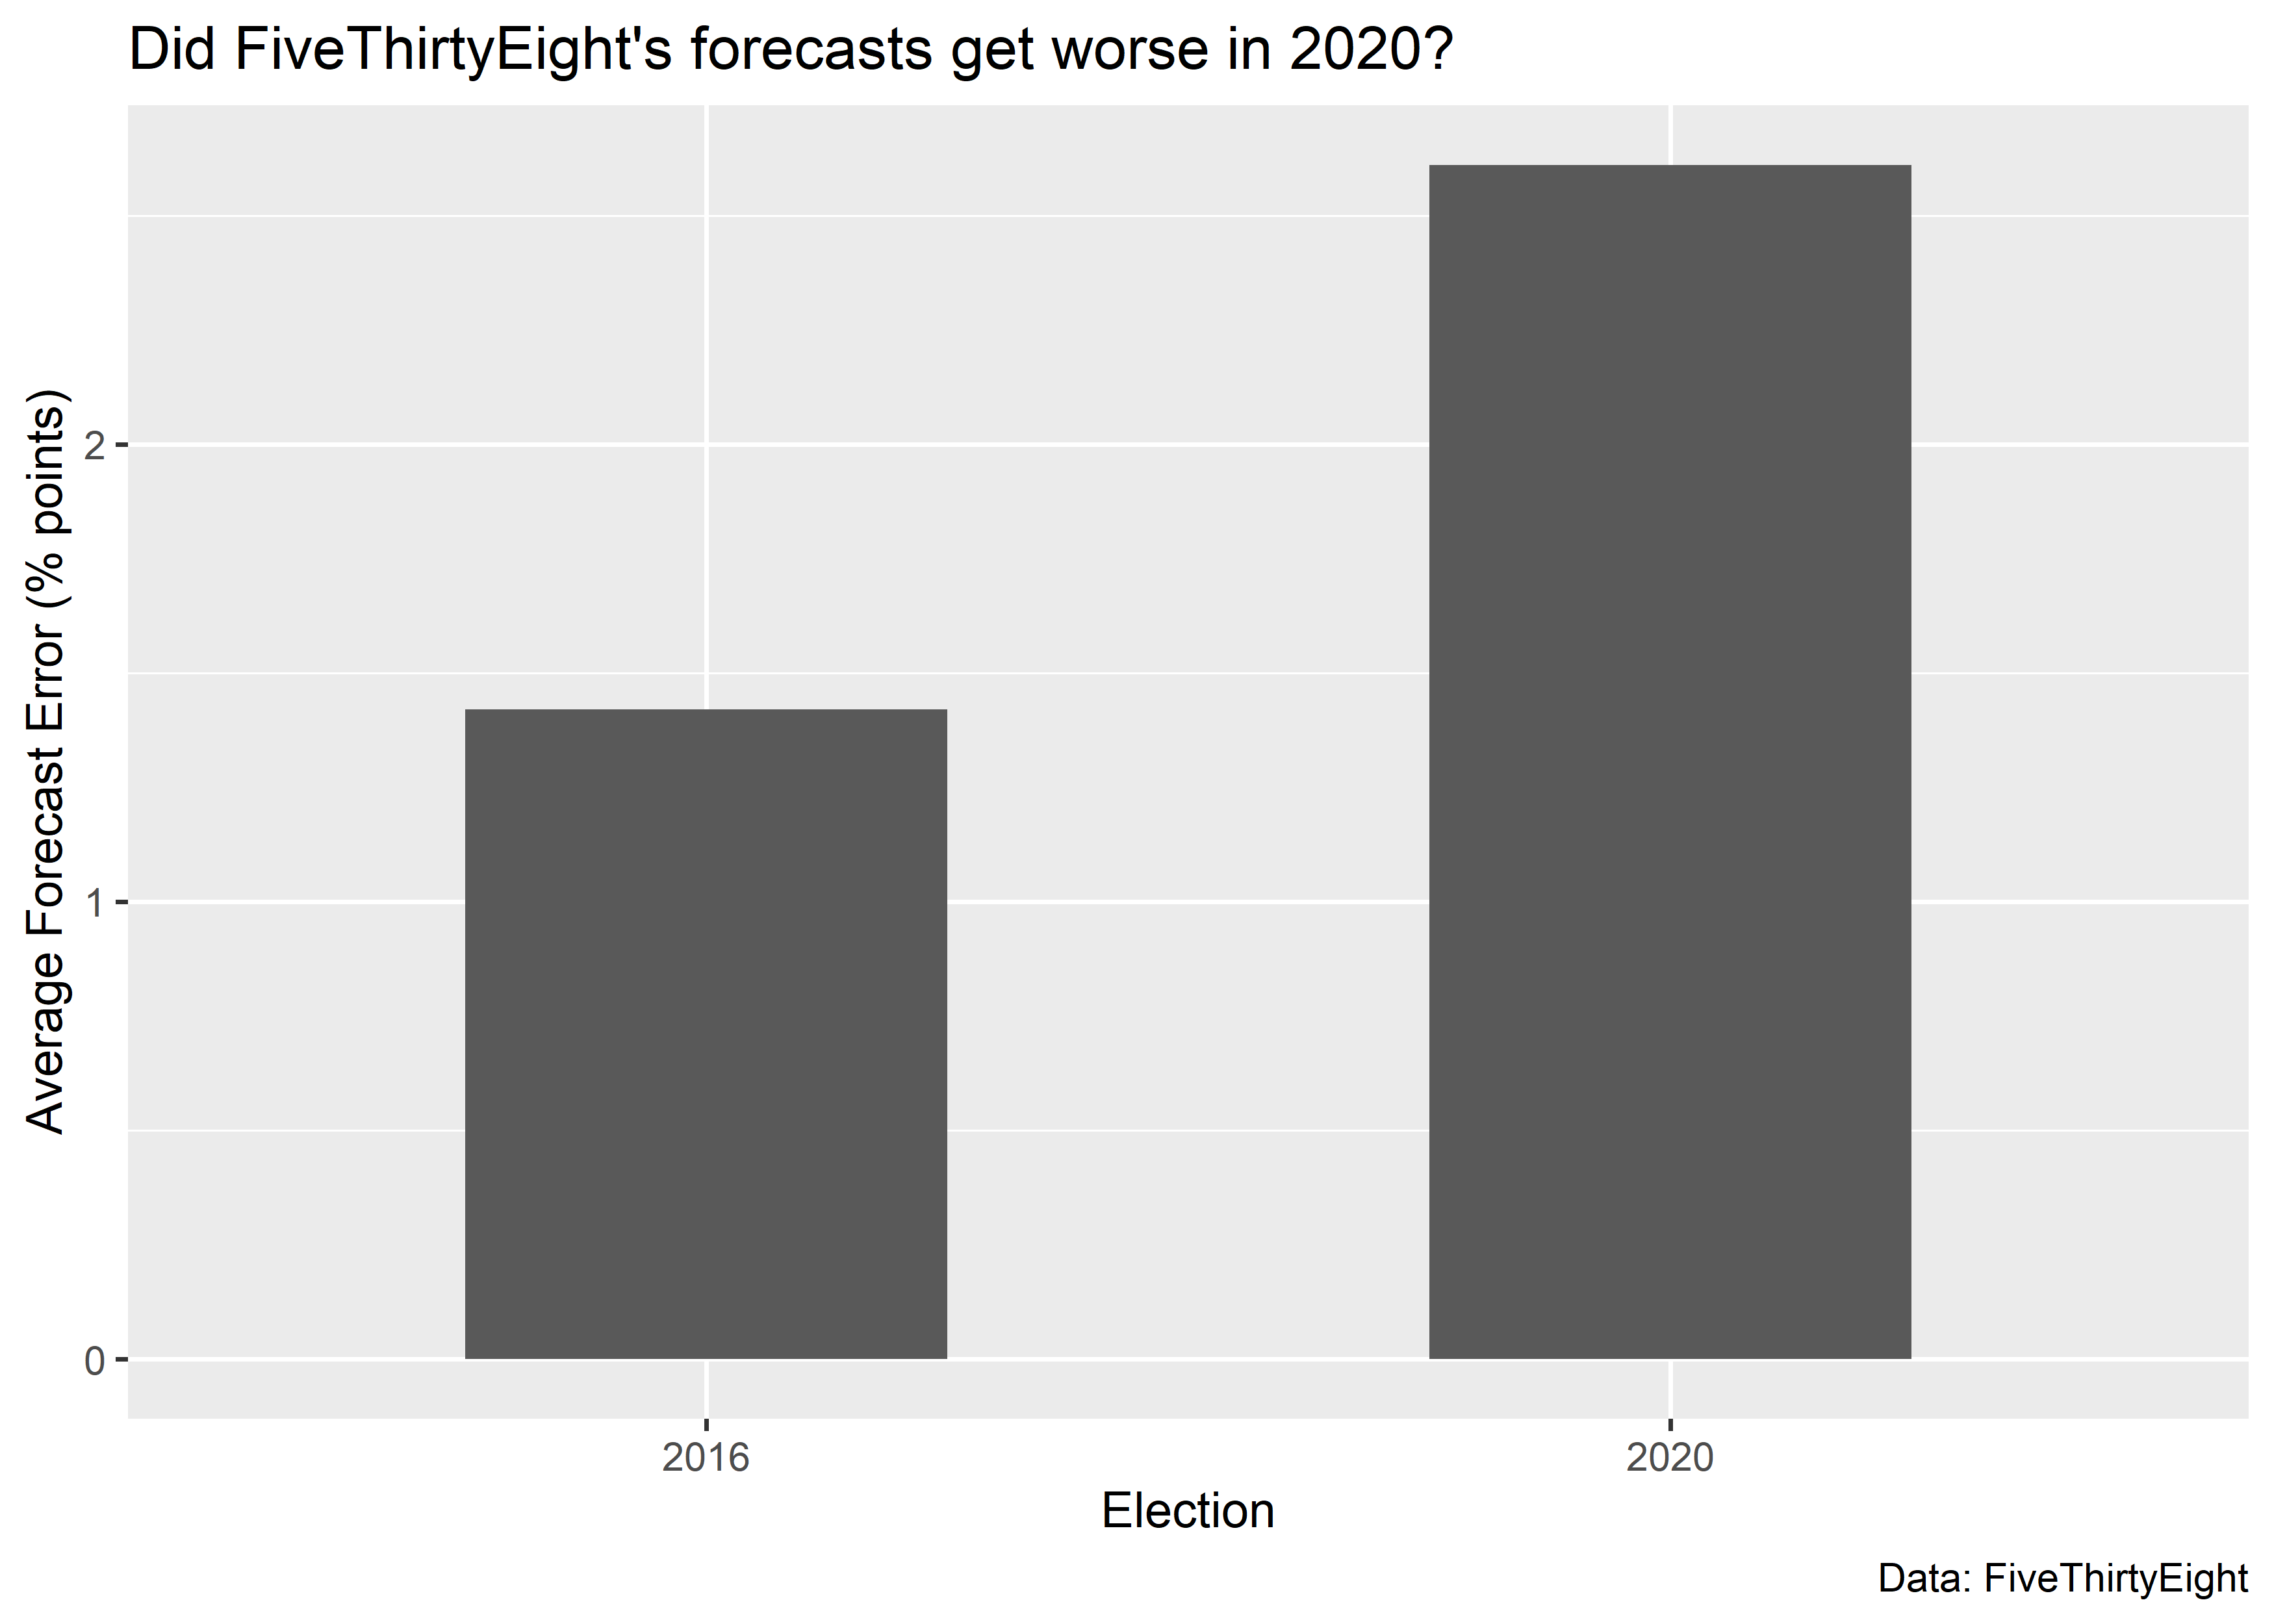 Did FiveThirtyEight's forecasts get worse in 2020?
Average Forecast Error (% points)
2
1
0
2016 2020
Election
Data: FiveThirtyEight